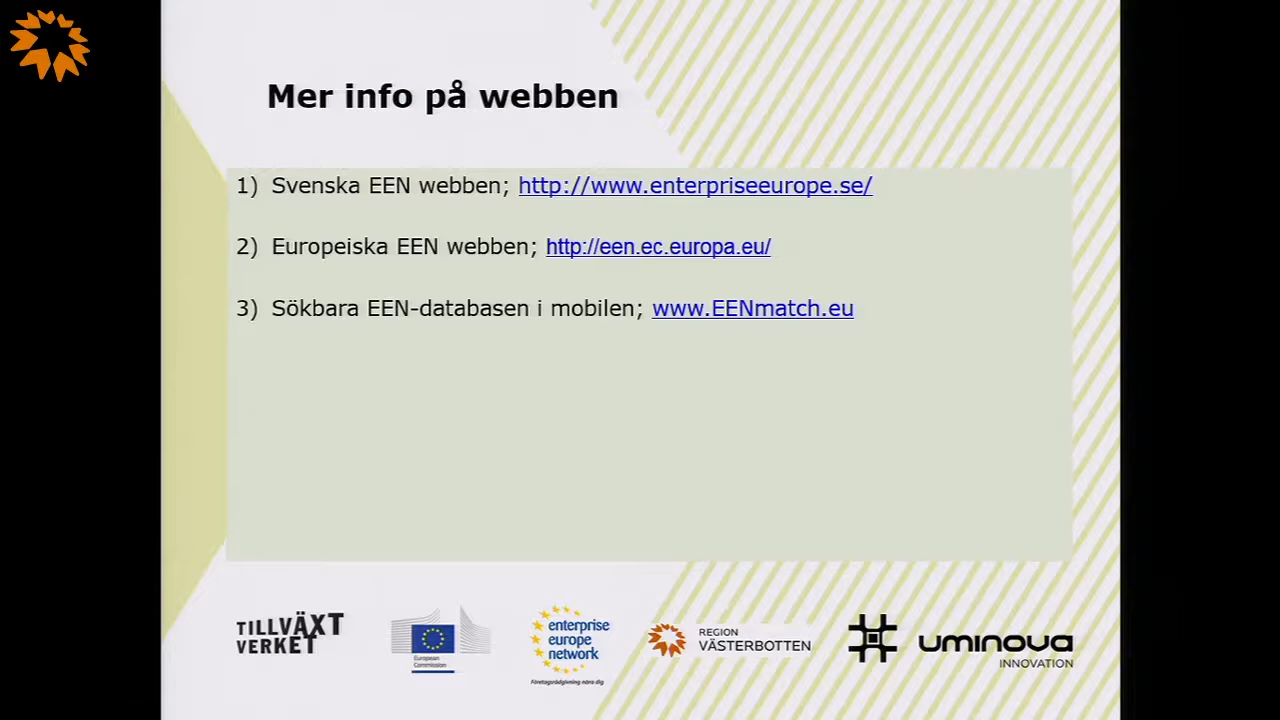 Mer info på webben
1) Svenska EEN webben; http://www.enterpriseeurope.se/
2) Europeiska EEN webben; http://een.ec.europa.eu/
3) Sökbara EEN-databasen i mobilen; www.EENmatch.eu
TILLVÄXT
VERKET
European
Commission
enterprise
europe
network
Företagsrådgivning nära dig
REGION
VÄSTERBOTTEN
uminova
INNOVATION